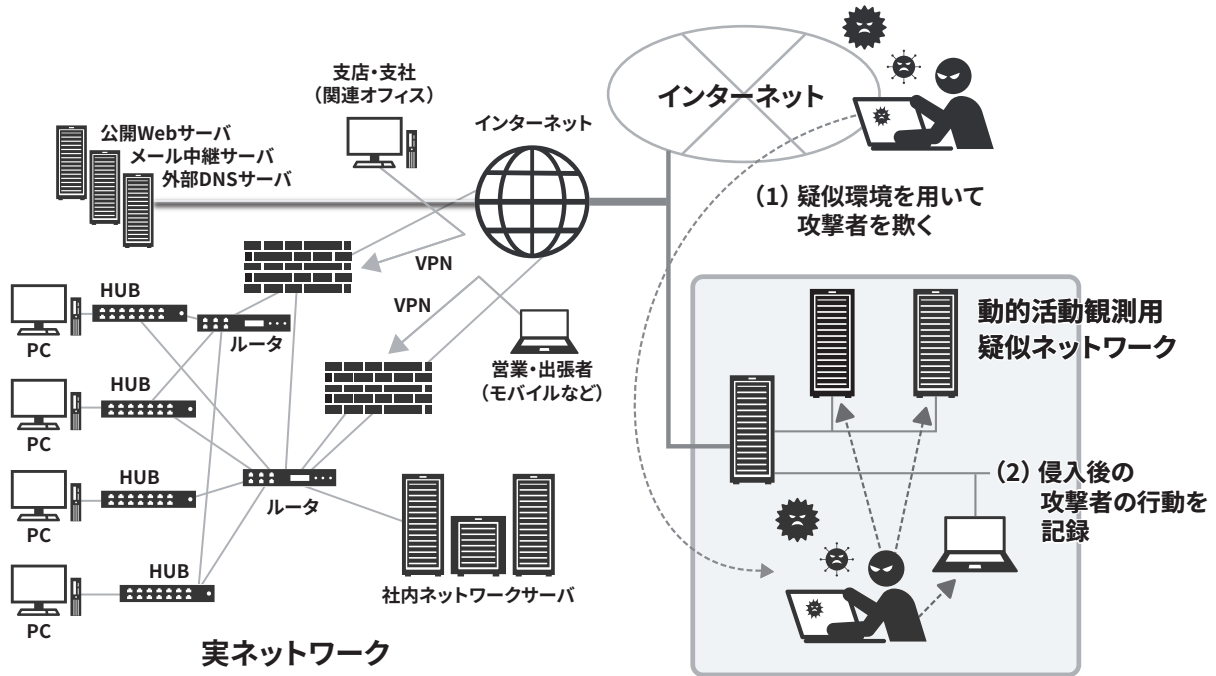 支店・支社
（関連オフィス）
インターネット
公開Webサーバ
メール中継サーバ
外部DNSサーバ
VPN
VPN
HUB
PC
ルータ
営業・出張者
（モバイルなど）
HUB
PC
HUB
PC
ルータ
HUB
PC
社内ネットワークサーバ
実ネットワーク
インターネット
（1）疑似環境を用いて
攻撃者を欺く
動的活動観測用
疑似ネットワーク
（2）侵入後の
攻撃者の行動を
記録